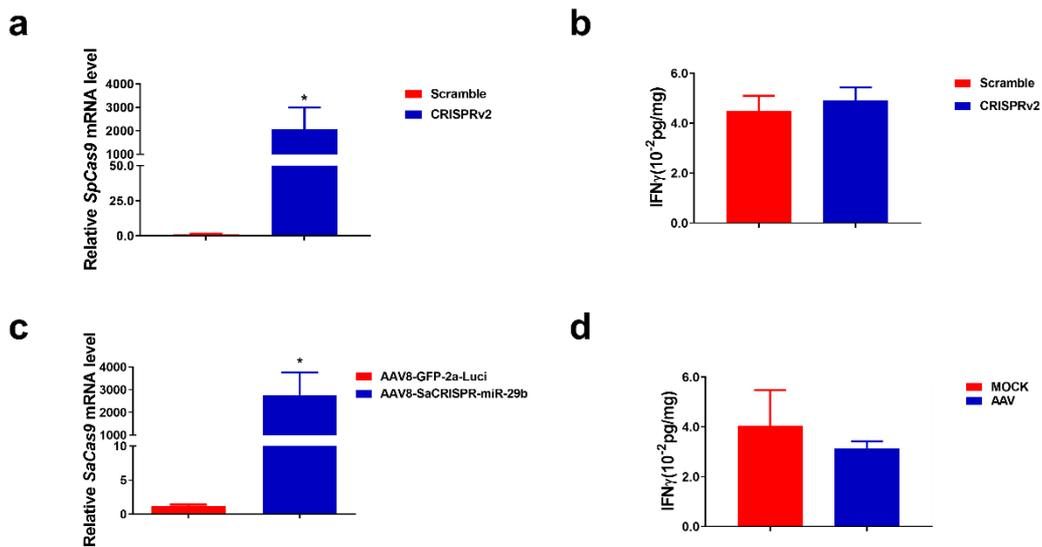 a
Relative SpCas9 mRNA level
4000
3000
2000
1000
50.0
25.0
0.0
*
Scramble
CRISPRv2
b
IFNγ(10-2pg/mg)
6.0
4.0
2.0
0.0
Scramble
CRISPRv2
c
Relative SaCas9 mRNA level
4000
3000
2000
1000
10
5
0
*
AAV8-GFP-2a-Luci
AAV8-SaCRISPR-miR-29b
d
IFNγ(10-2pg/mg)
6.0
4.0
2.0
0.0
MOCK
AAV